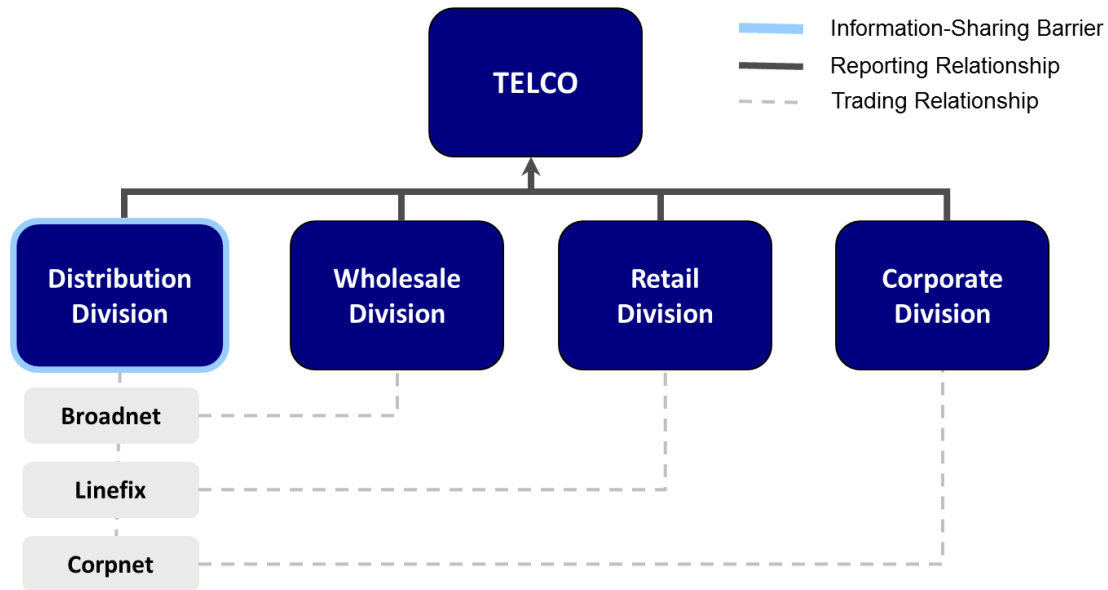 TELCO
Information-Sharing Barrier
Reporting Relationship
Trading Relationship
Distribution
Division
Wholesale
Division
Retail
Division
Corporate
Division
Broadnet
Linefix
Corpnet